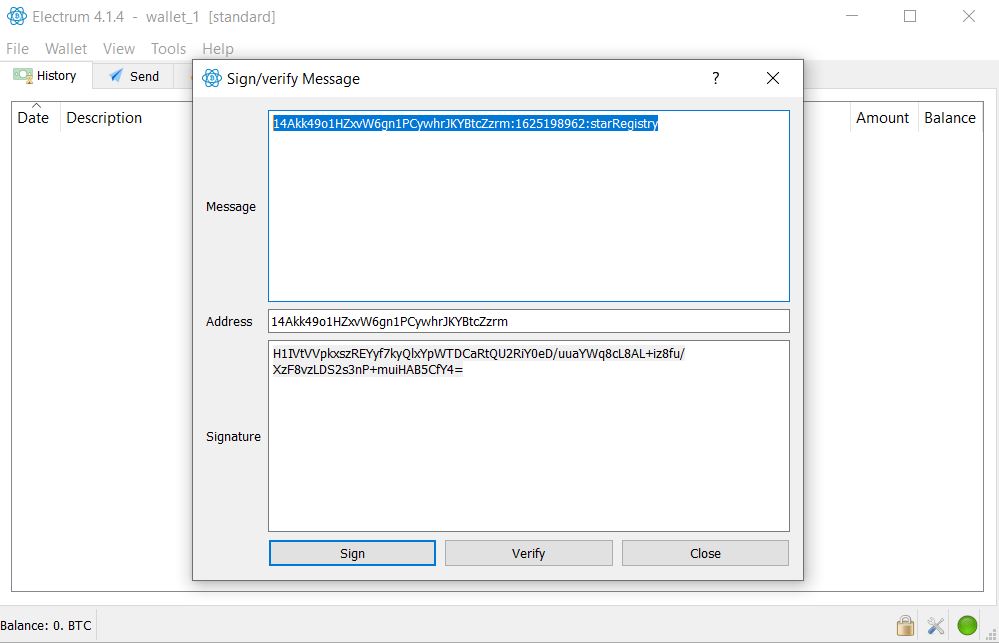 Electrum 4.1.4 - wallet_1 [standard]
File Wallet View Tools Help
History Send
Date Description Amount Balance
Sign/verify Message ?
Message
14Akk49o1HZxvW6gn1PCywhrJKYBtcZzrm:1625198962:starRegistry
Address
14Akk49o1HZxvW6gn1PCywhrJKYBtcZzrm
Signature
H1IVtVVpkxszREYyf7kyQlxYpWTDCaRtQU2RiY0eD/uuaYWq8cL8AL+iz8fu/
XzF8vzLDS2s3nP+muiHAB5CfY4=
Sign Verify Close
Balance: 0. BTC